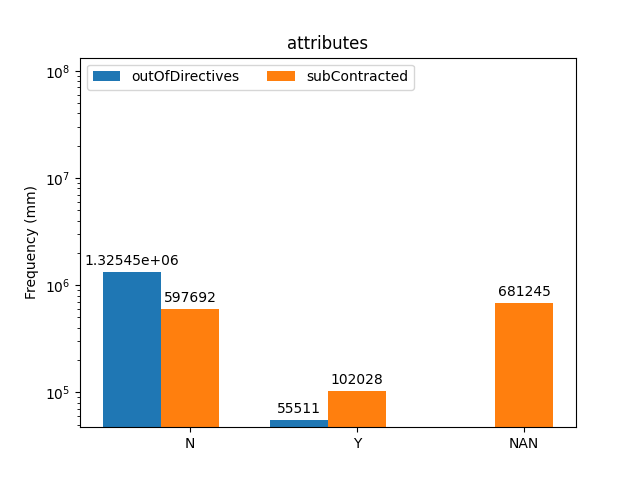 attributes
outOfDirectives subContracted
10^8
10^7
10^6
10^5
Frequency (mm)
1.32545e+06
597692
55511
102028
681245
N Y NAN